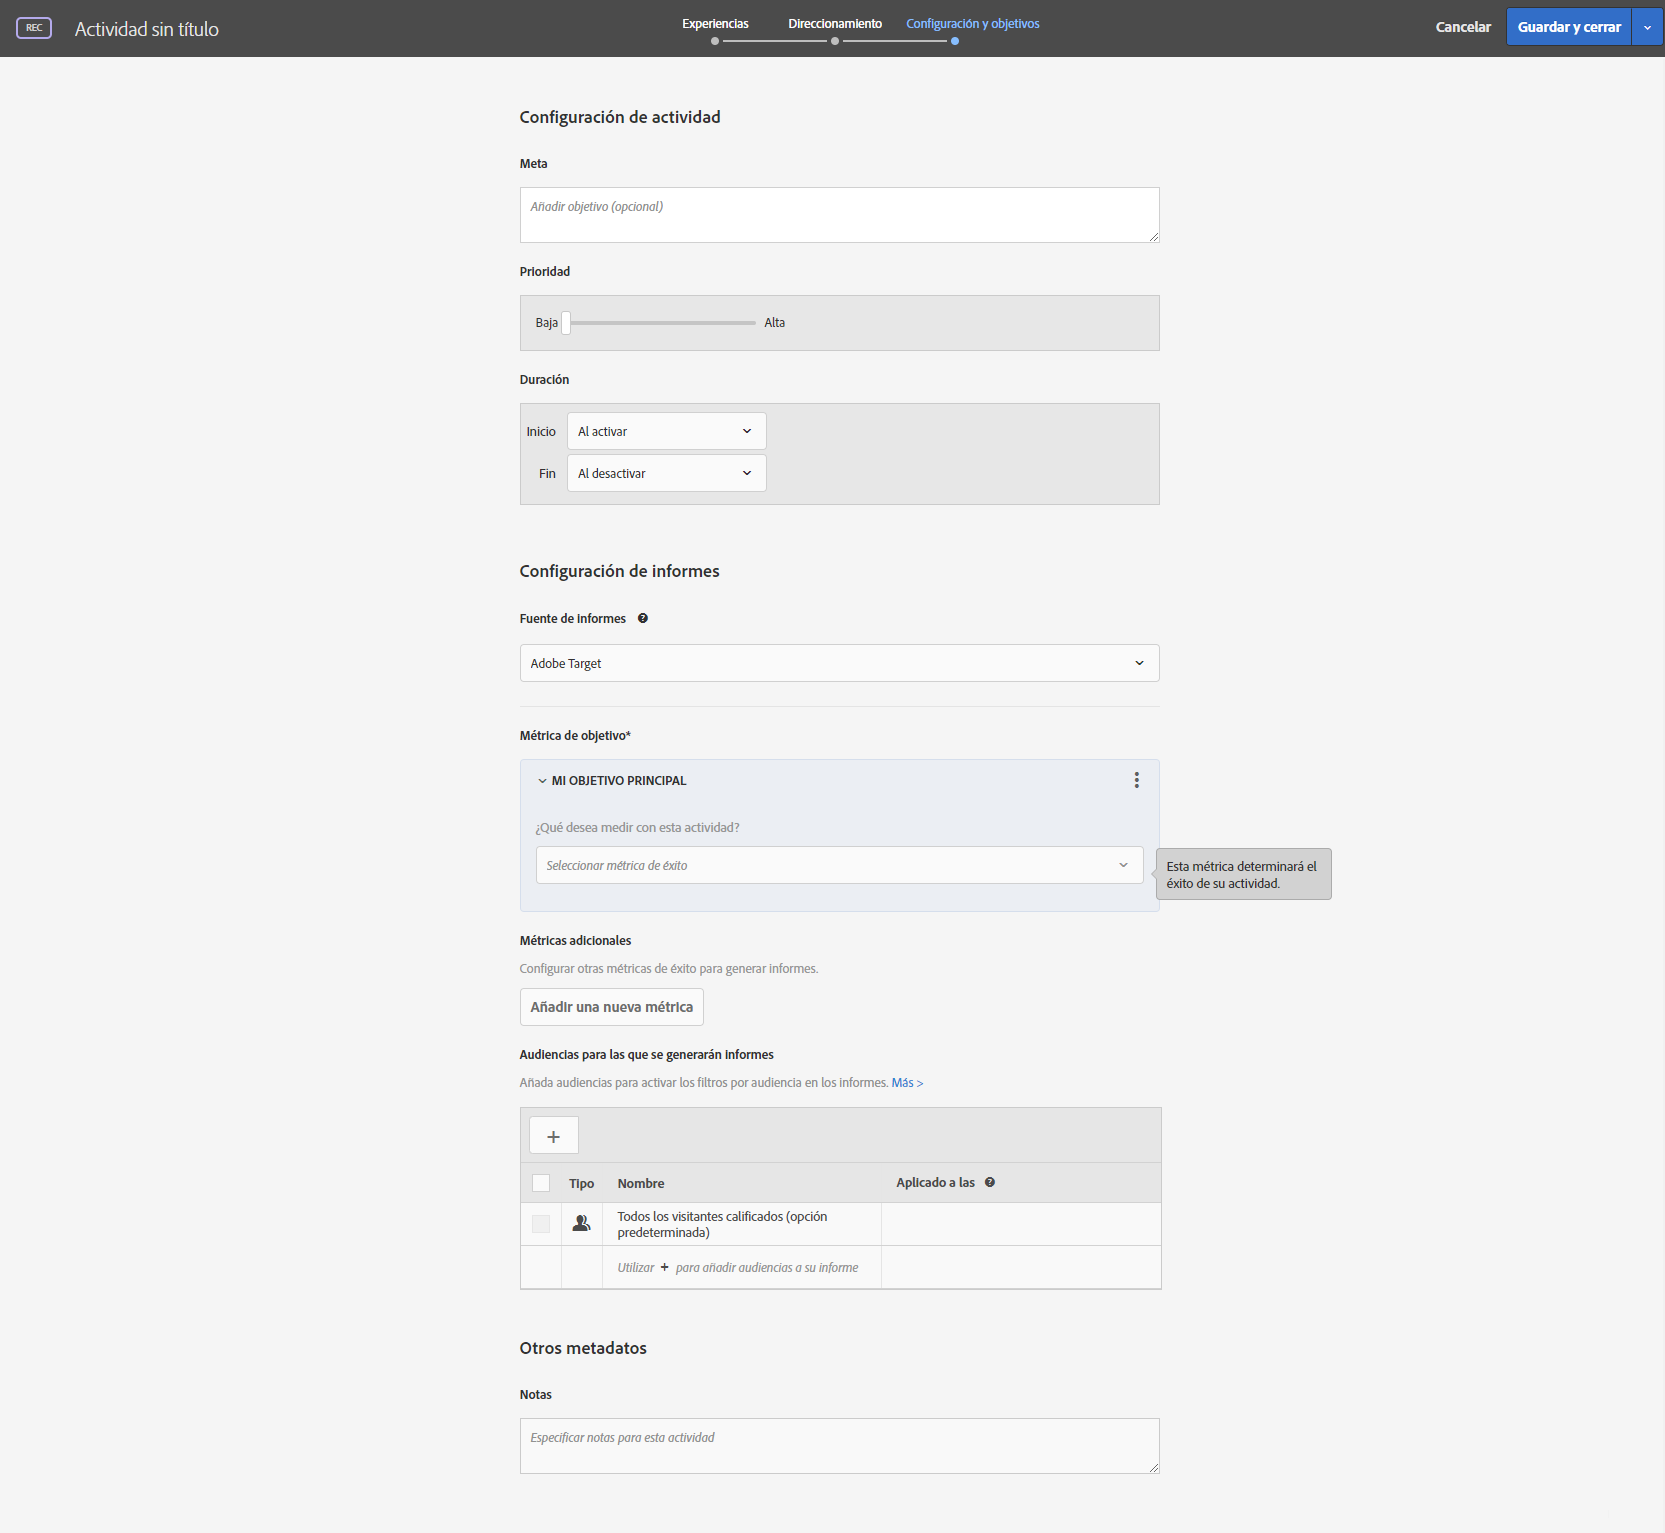 REC
Actividad sin título
Experiencias
Direccionamiento
Configuración y objetivos
Cancelar
Guardar y cerrar
Configuración de actividad
Meta
Añadir objetivo (opcional)
Prioridad
Baja
Alta
Duración
Inicio
Al activar
Fin
Al desactivar
Configuración de informes
Fuente de informes
Adobe Target
Métrica de objetivo*
MI OBJETIVO PRINCIPAL
¿Qué desea medir con esta actividad?
Seleccionar métrica de éxito
Esta métrica determinará el
éxito de su actividad.
Métricas adicionales
Configurar otras métricas de éxito para generar informes.
Añadir una nueva métrica
Audiencias para las que se generarán informes
Añada audiencias para activar los filtros por audiencia en los informes. Más >
+
Tipo
Nombre
Aplicado a las
Todos los visitantes calificados (opción
predeterminada)
Utilizar + para añadir audiencias a su informe
Otros metadatos
Notas
Especificar notas para esta actividad